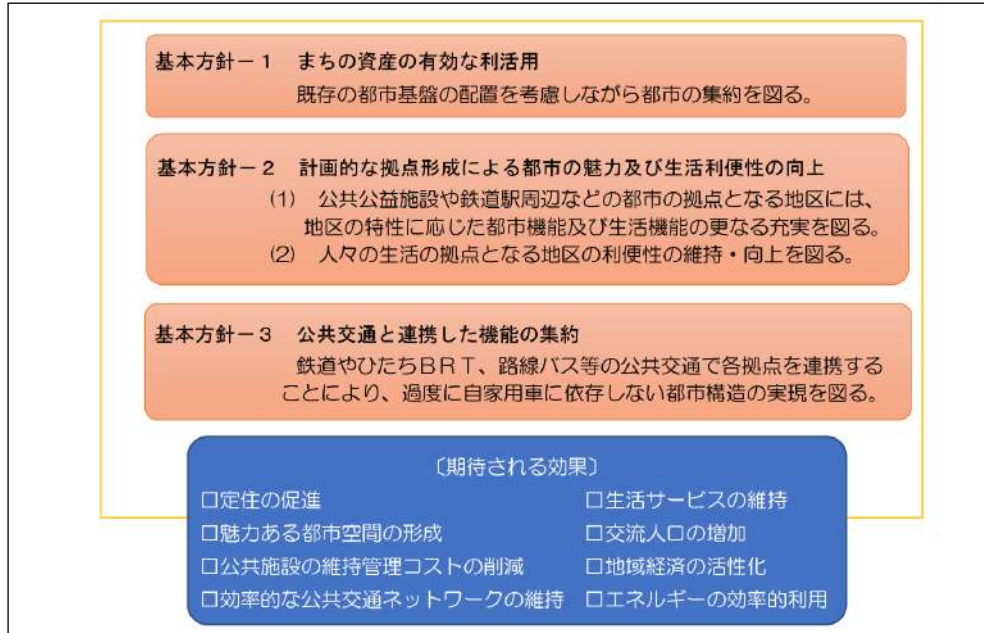 基本方針－１　まちの資産の有効な利活用
既存の都市基盤の配置を考慮しながら都市の集約を図る。
基本方針－２　計画的な拠点形成による都市の魅力及び生活利便性の向上
(1)　公共公益施設や鉄道駅周辺などの都市の拠点となる地区には、
地区の特性に応じた都市機能及び生活機能の更なる充実を図る。
(2)　人々の生活の拠点となる地区の利便性の維持・向上を図る。
基本方針－３　公共交通と連携した機能の集約
鉄道やひたちＢＲＴ、路線バス等の公共交通で各拠点を連携する
ことにより、過度に自家用車に依存しない都市構造の実現を図る。
〔期待される効果〕
□定住の促進　□生活サービスの維持
□魅力ある都市空間の形成　□交流人口の増加
□公共施設の維持管理コストの削減　□地域経済の活性化
□効率的な公共交通ネットワークの維持　□エネルギーの効率的利用